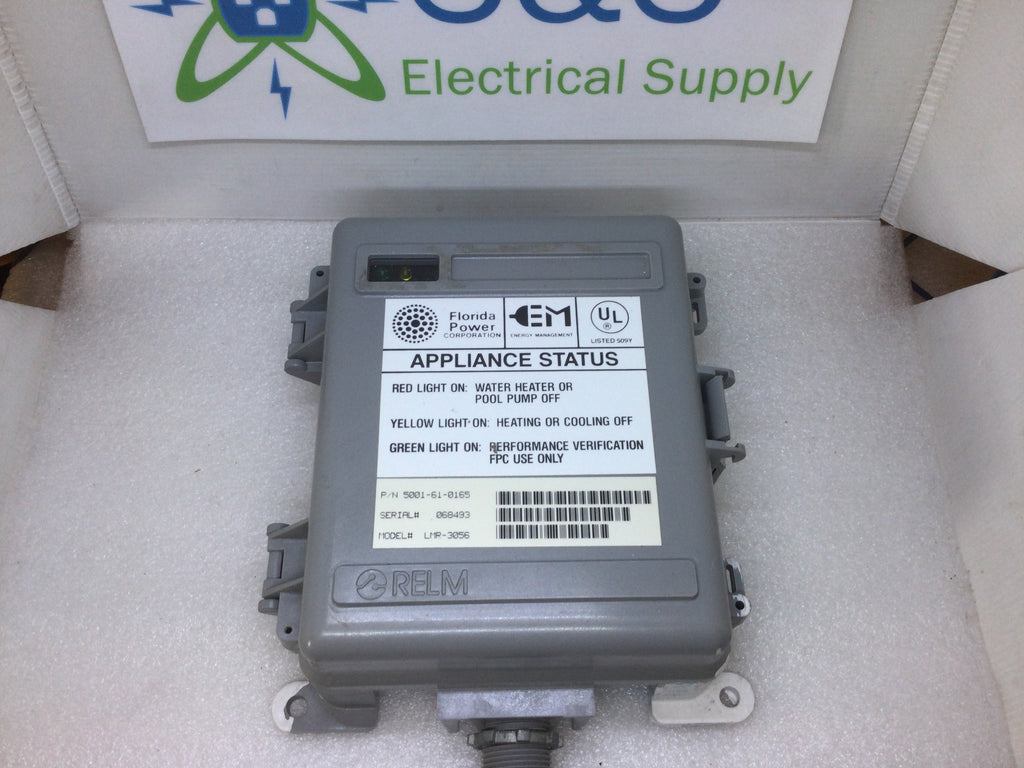 Electrical Supply
Florida
Power
CORPORATION
EM
ENERGY MANAGEMENT
UL
®
LISTED 509Y
APPLIANCE STATUS
RED LIGHT ON: WATER HEATER OR
POOL PUMP OFF
YELLOW LIGHT ON: HEATING OR COOLING OFF
GREEN LIGHT ON: PERFORMANCE VERIFICATION
FPC USE ONLY
P/N 5001-61-0165
SERIAL# 068493
MODEL# LMR-3056
RELM